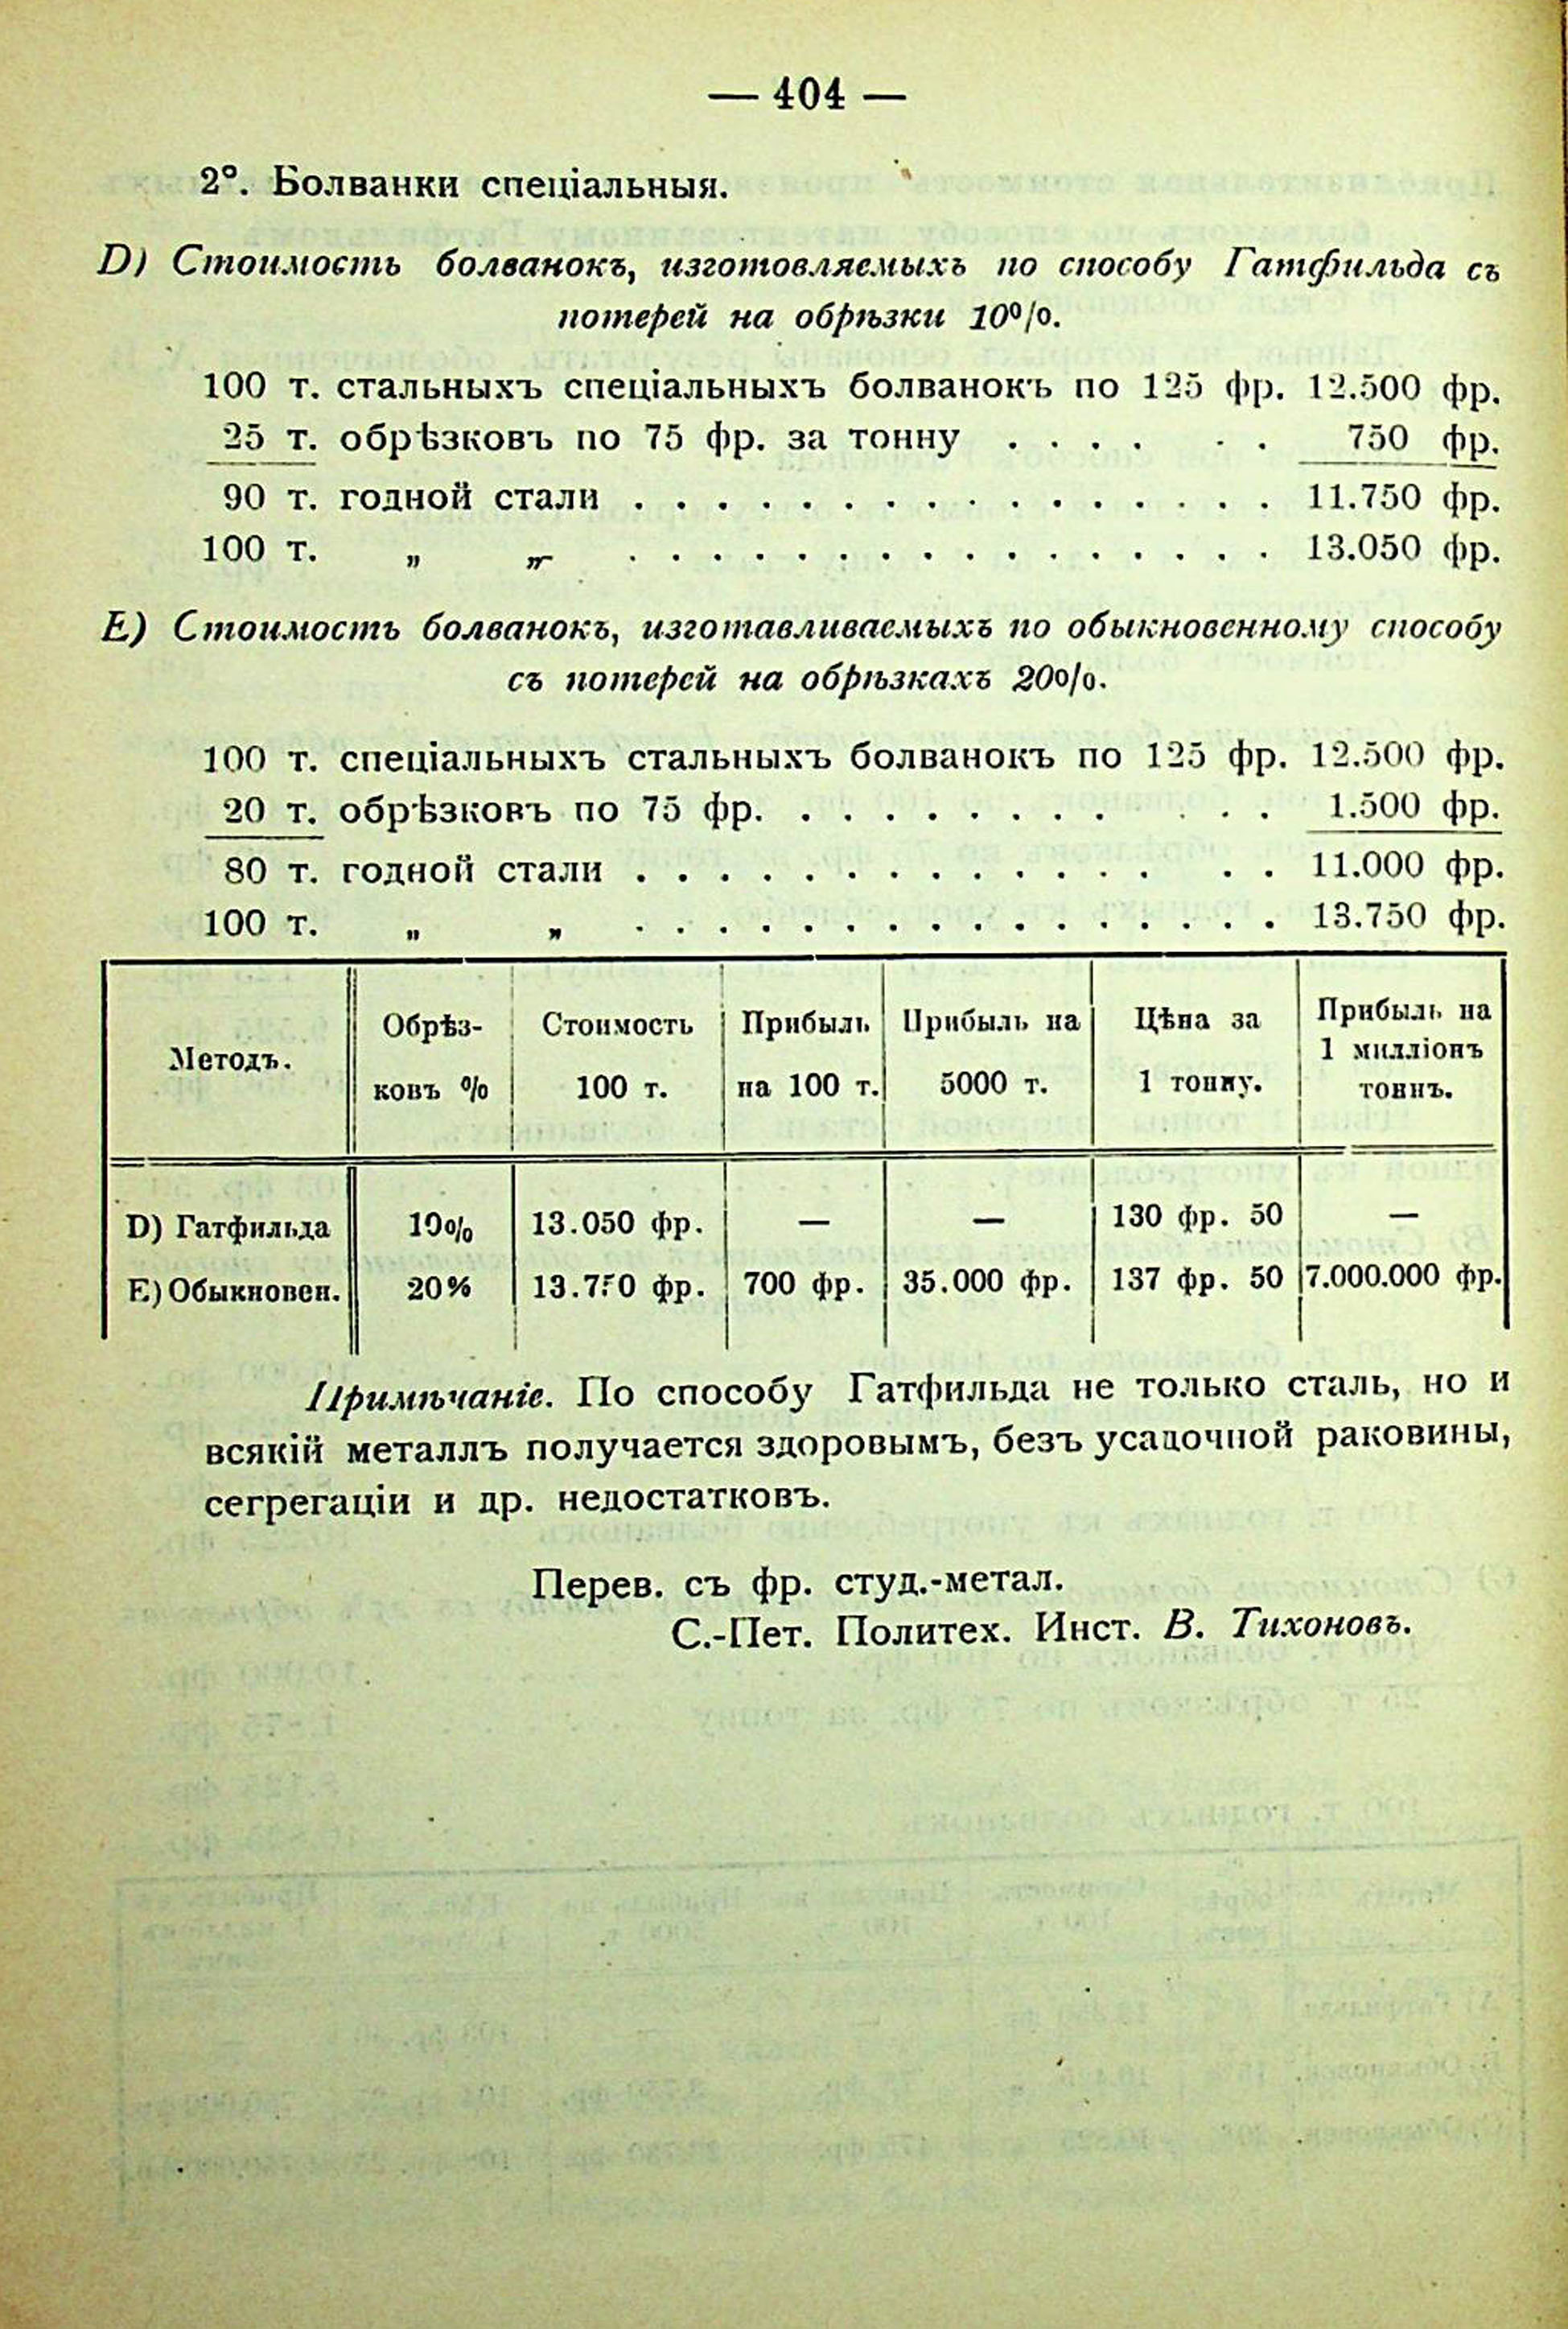 — 404 —
2°. Болванки спеціальныя.
D) Стоимость болванокъ, изготовляемыхъ по способу Гатфильда съ
потерей на обрѣзки 10%.
100 т. стальныхъ спеціальныхъ болванокъ по 125 фр. 12.500 фр.
25 т. обрѣзковъ по 75 фр. за тонну . . . . . . 750 фр.
90 т. годной стали . . . . . . . . . . . . . . . . 11.750 фр.
100 т. „ „ . . . . . . . . . . . . . . . . 13.050 фр.
E) Стоимость болванокъ, изготавливаемыхъ по обыкновенному способу
съ потерей на обрѣзкахъ 20%.
100 т. спеціальныхъ стальныхъ болванокъ по 125 фр. 12.500 фр.
20 т. обрѣзковъ по 75 фр. . . . . . . . . . . . 1.500 фр.
80 т. годной стали . . . . . . . . . . . . . . . 11.000 фр.
100 т. „ „ . . . . . . . . . . . . . . . . 13.750 фр.
Методъ. Обрѣз- Стоимость Прибыль Прибыль на Цѣна за Прибыль на
1 милліонъ
ковъ % 100 т. на 100 т. 5000 т. 1 тонну. тоннъ.
D) Гатфильда 10% 13.050 фр. — — 130 фр. 50 —
E) Обыкновен. 20% 13.750 фр. 700 фр. 35.000 фр. 137 фр. 50 7.000.000 фр.
Примѣчаніе. По способу Гатфильда не только сталь, но и
всякій металлъ получается здоровымъ, безъ усадочной раковины,
сегрегаціи и др. недостатковъ.
Перев. съ фр. студ.-метал.
С.-Пет. Политех. Инст. В. Тихоновъ.